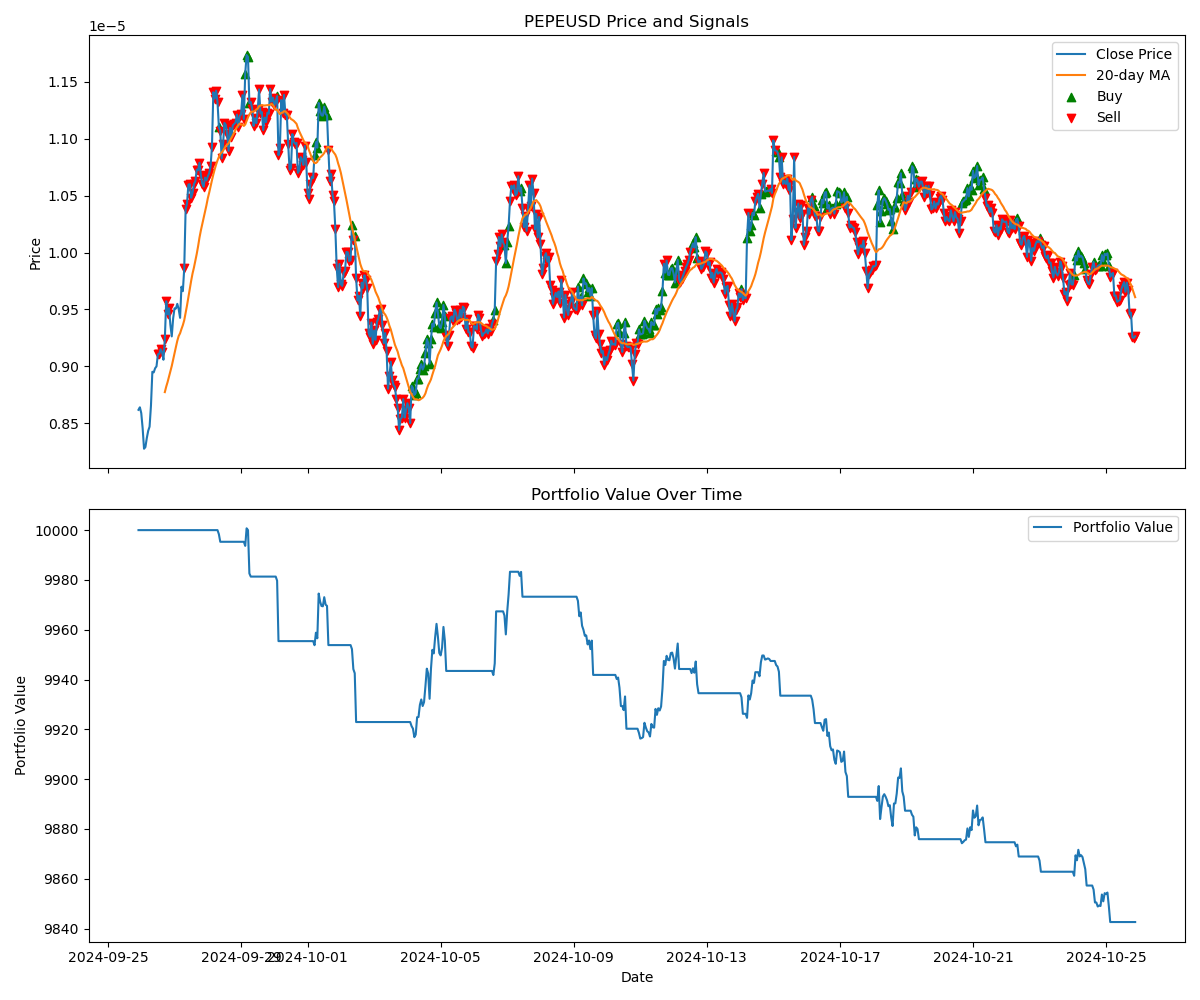 PEPEUSD Price and Signals
1e−5
Close Price
20-day MA
Buy
Sell
1.15
1.10
1.05
1.00
0.95
0.90
0.85
Price
Portfolio Value Over Time
Portfolio Value
10000
9980
9960
9940
9920
9900
9880
9860
9840
Portfolio Value
2024-09-25
2024-09-29
2024-10-01
2024-10-05
2024-10-09
2024-10-13
2024-10-17
2024-10-21
2024-10-25
Date